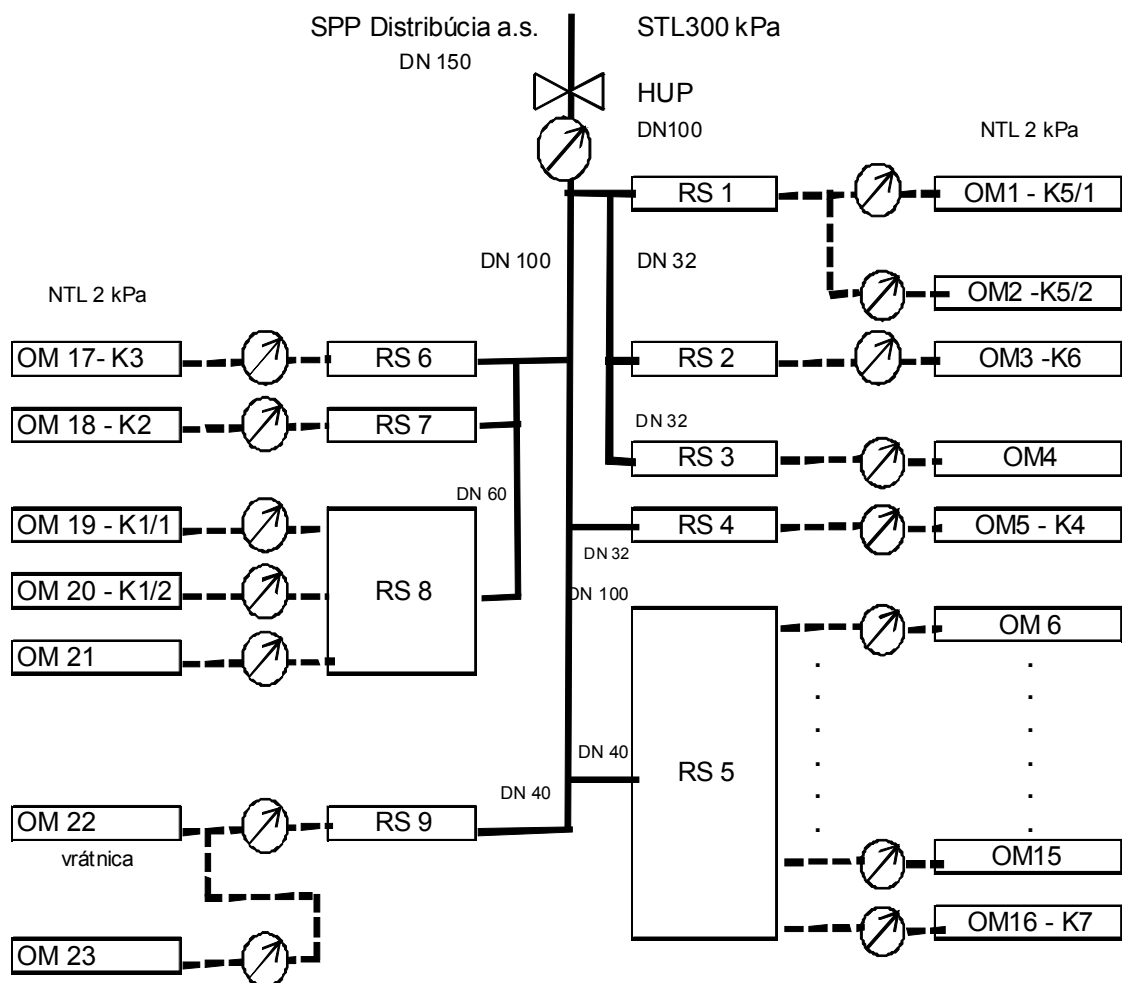 SPP Distribúcia a.s. STL300 kPa
DN 150
HUP
DN100
NTL 2 kPa
RS 1
OM1 - K5/1
DN 100
DN 32
NTL 2 kPa
OM2 -K5/2
OM 17- K3
RS 6
RS 2
OM3 -K6
OM 18 - K2
RS 7
DN 32
RS 3
OM4
DN 60
OM 19 - K1/1
RS 4
OM5 - K4
DN 32
OM 20 - K1/2
RS 8
DN 100
OM 6
OM 21
DN 40
RS 5
DN 40
OM 22
RS 9
vrátnica
OM15
OM16 - K7
OM 23